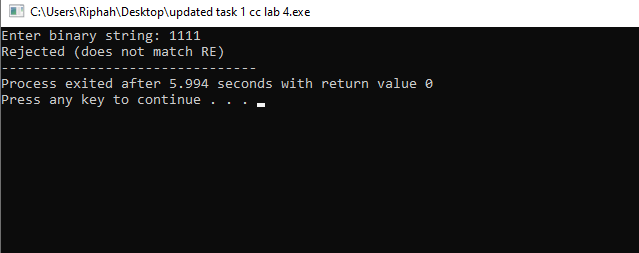 C:\Users\Riphah\Desktop\updated task 1 cc lab 4.exe
Enter binary string: 1111
Rejected (does not match RE)
--------------------------------
Process exited after 5.994 seconds with return value 0
Press any key to continue . . .